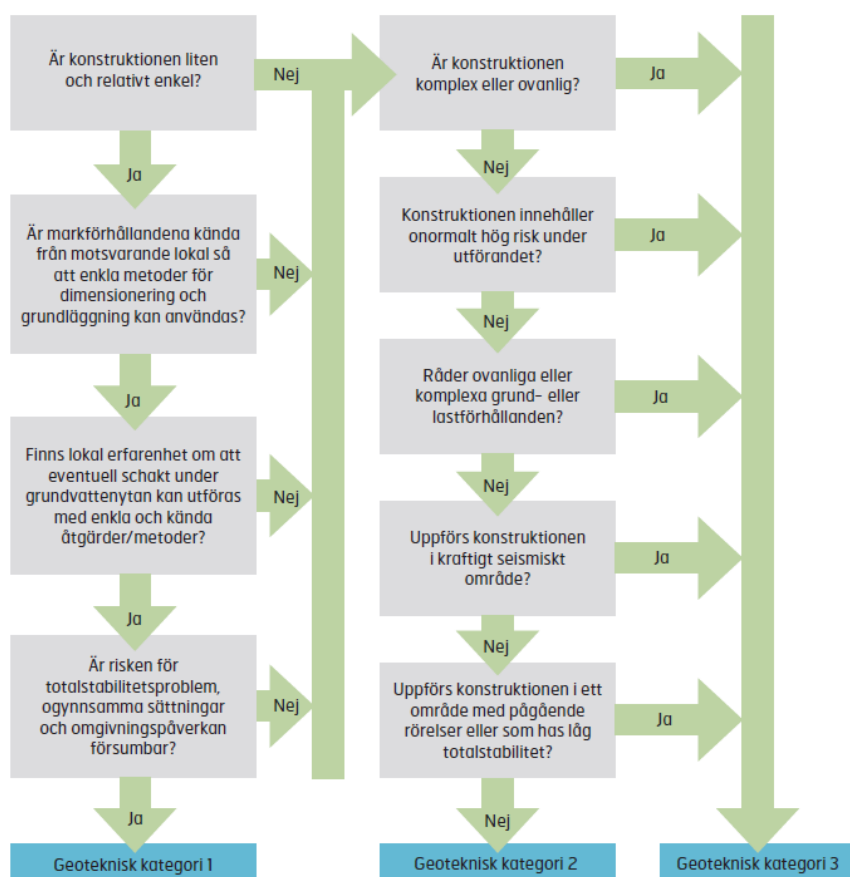 Är konstruktionen liten
och relativt enkel?
Nej
Ja
Är markförhållandena kända
från motsvarande lokal så
att enkla metoder för
dimensionering och
grundläggning kan användas?
Nej
Ja
Finns lokal erfarenhet om att
eventuell schakt under
grundvattenytan kan utföras
med enkla och kända
åtgärder/metoder?
Nej
Ja
Är risken för
totalstabilitetsproblem,
ogynnsamma sättningar
och omgivningspåverkan
försumbar?
Nej
Ja
Geoteknisk kategori 1
Är konstruktionen
komplex eller ovanlig?
Ja
Nej
Konstruktionen innehåller
onormalt hög risk under
utförandet?
Ja
Nej
Råder ovanliga eller
komplexa grund- eller
lastförhållanden?
Ja
Nej
Uppförs konstruktionen
i kraftigt seismiskt
område?
Ja
Nej
Uppförs konstruktionen i ett
område med pågående
rörelser eller som has låg
totalstabilitet?
Ja
Nej
Geoteknisk kategori 2
Geoteknisk kategori 3